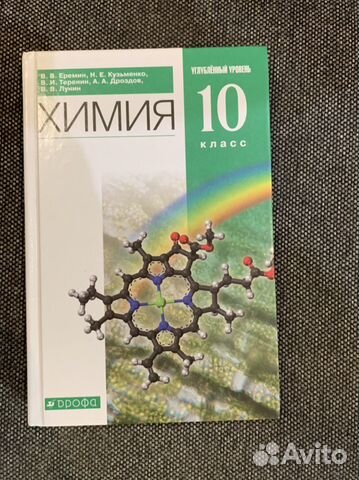 В. В. Еремин, Н. Е. Кузьменко,
В. И. Теренин, А. А. Дроздов,
В. В. Лунин
УГЛУБЛЁННЫЙ УРОВЕНЬ
ХИМИЯ
10
класс
дрофа
Avito